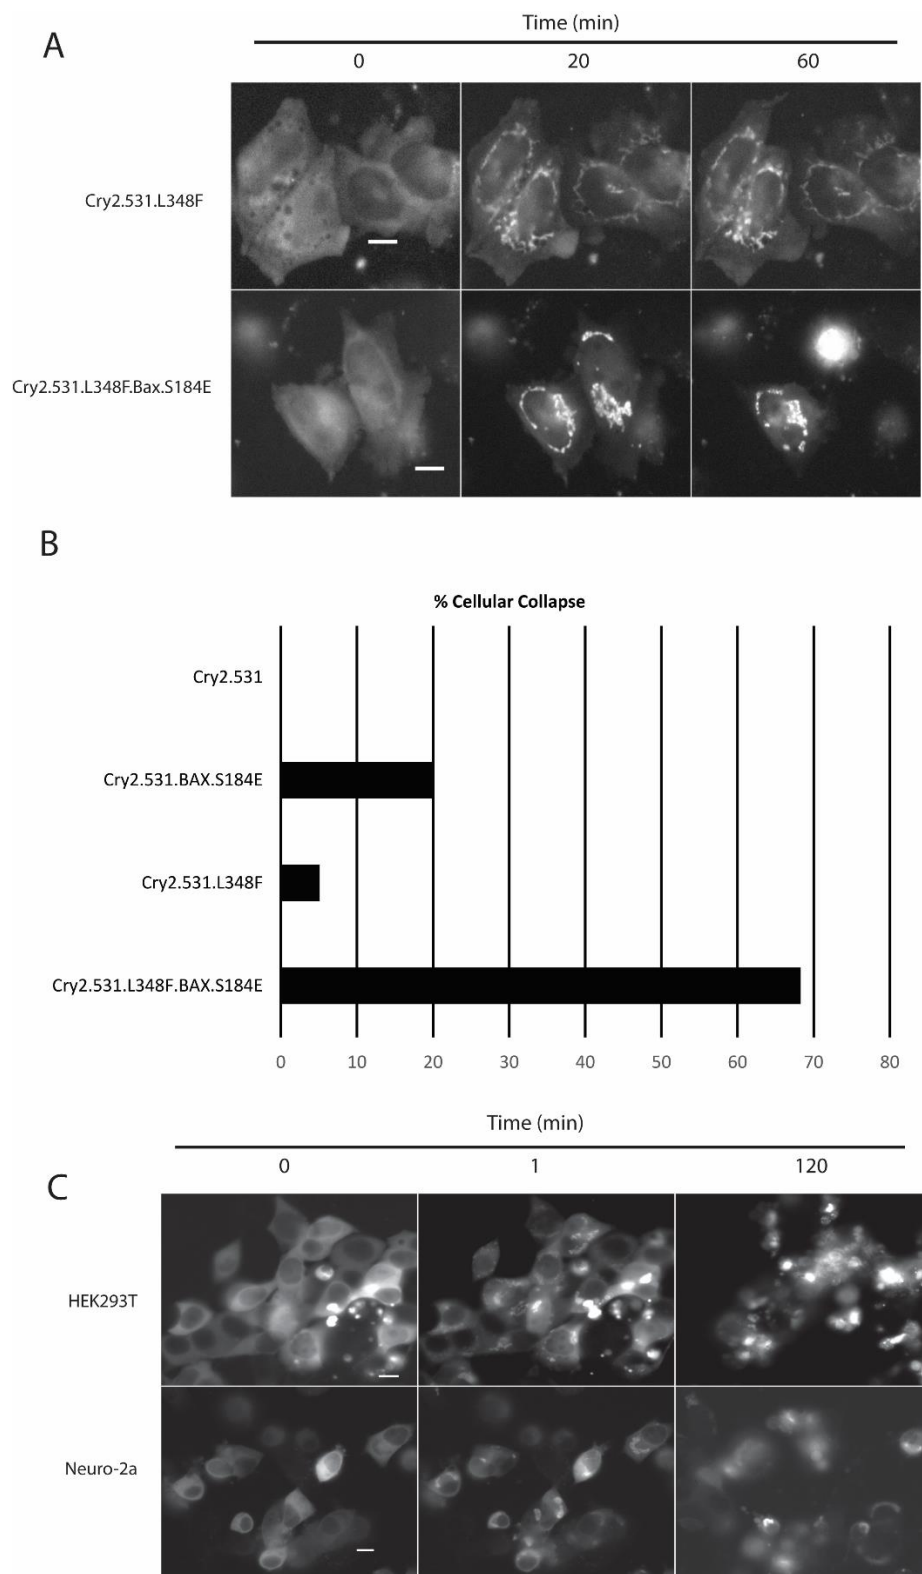 A
Time (min)
0 20 60
Cry2.531.L348F
Cry2.531.L348F.Bax.S184E
B
% Cellular Collapse
Cry2.531
Cry2.531.BAX.S184E
Cry2.531.L348F
Cry2.531.L348F.BAX.S184E
0 10 20 30 40 50 60 70 80
Time (min)
0 1 120
C
HEK293T
Neuro-2a